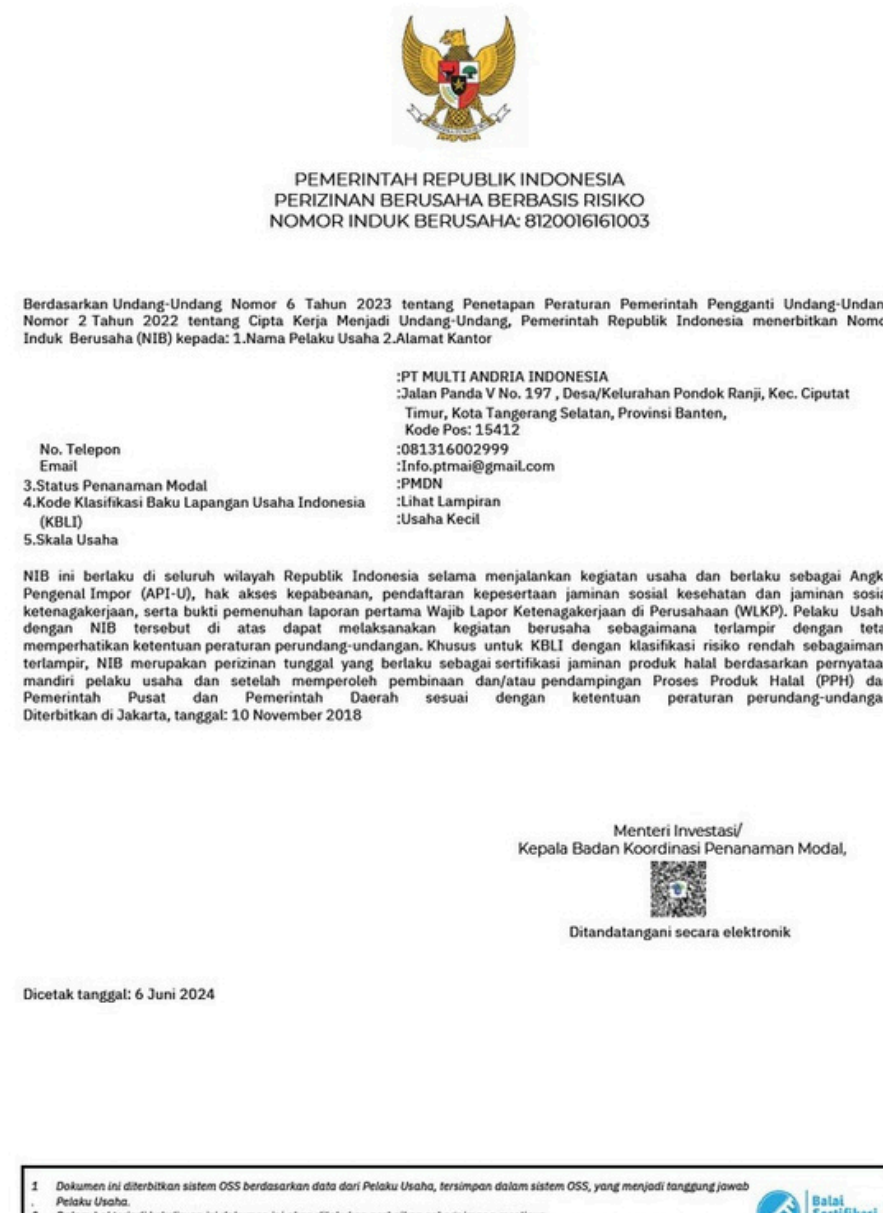 PEMERINTAH REPUBLIK INDONESIA
PERIZINAN BERUSAHA BERBASIS RISIKO
NOMOR INDUK BERUSAHA: 8120016161003
Berdasarkan Undang-Undang Nomor 6 Tahun 2023 tentang Penetapan Peraturan Pemerintah Pengganti Undang-Undan
Nomor 2 Tahun 2022 tentang Cipta Kerja Menjadi Undang-Undang, Pemerintah Republik Indonesia menerbitkan Nomo
Induk Berusaha (NIB) kepada: 1.Nama Pelaku Usaha 2.Alamat Kantor
:PT MULTI ANDRIA INDONESIA
:Jalan Panda V No. 197 , Desa/Kelurahan Pondok Ranji, Kec. Ciputat
Timur, Kota Tangerang Selatan, Provinsi Banten,
Kode Pos: 15412
No. Telepon :081316002999
Email :Info.ptmai@gmail.com
3.Status Penanaman Modal :PMDN
4.Kode Klasifikasi Baku Lapangan Usaha Indonesia :Lihat Lampiran
(KBLI) :Usaha Kecil
5.Skala Usaha
NIB ini berlaku di seluruh wilayah Republik Indonesia selama menjalankan kegiatan usaha dan berlaku sebagai Angk
Pengenal Impor (API-U), hak akses kepabeanan, pendaftaran kepesertaan jaminan sosial kesehatan dan jaminan sosia
ketenagakerjaan, serta bukti pemenuhan laporan pertama Wajib Lapor Ketenagakerjaan di Perusahaan (WLKP). Pelaku Usah
dengan NIB tersebut di atas dapat melaksanakan kegiatan berusaha sebagaimana terlampir dengan teta
memperhatikan ketentuan peraturan perundang-undangan. Khusus untuk KBLI dengan klasifikasi risiko rendah sebagaiman
terlampir, NIB merupakan perizinan tunggal yang berlaku sebagai sertifikasi jaminan produk halal berdasarkan pernyataa
mandiri pelaku usaha dan setelah memperoleh pembinaan dan/atau pendampingan Proses Produk Halal (PPH) da
Pemerintah Pusat dan Pemerintah Daerah sesuai dengan ketentuan peraturan perundang-undanga
Diterbitkan di Jakarta, tanggal: 10 November 2018
Menteri Investasi/
Kepala Badan Koordinasi Penanaman Modal,
Ditandatangani secara elektronik
Dicetak tanggal: 6 Juni 2024
1 Dokumen ini diterbitkan sistem OSS berdasarkan data dari Pelaku Usaha, tersimpan dalam sistem OSS, yang menjadi tanggung jawab
. Pelaku Usaha.
Balai